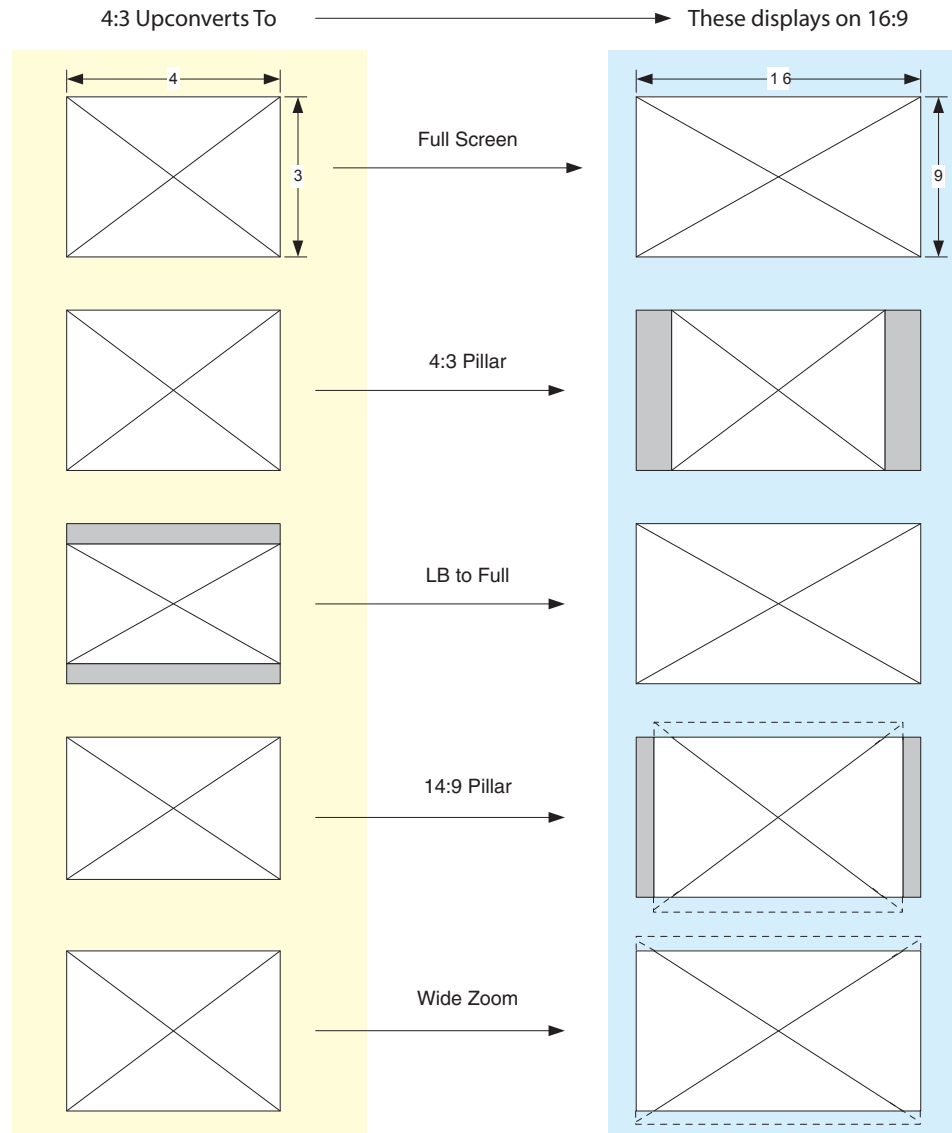 4:3 Upconverts To
These displays on 16:9
4
16
Full Screen
3
9
4:3 Pillar
LB to Full
14:9 Pillar
Wide Zoom